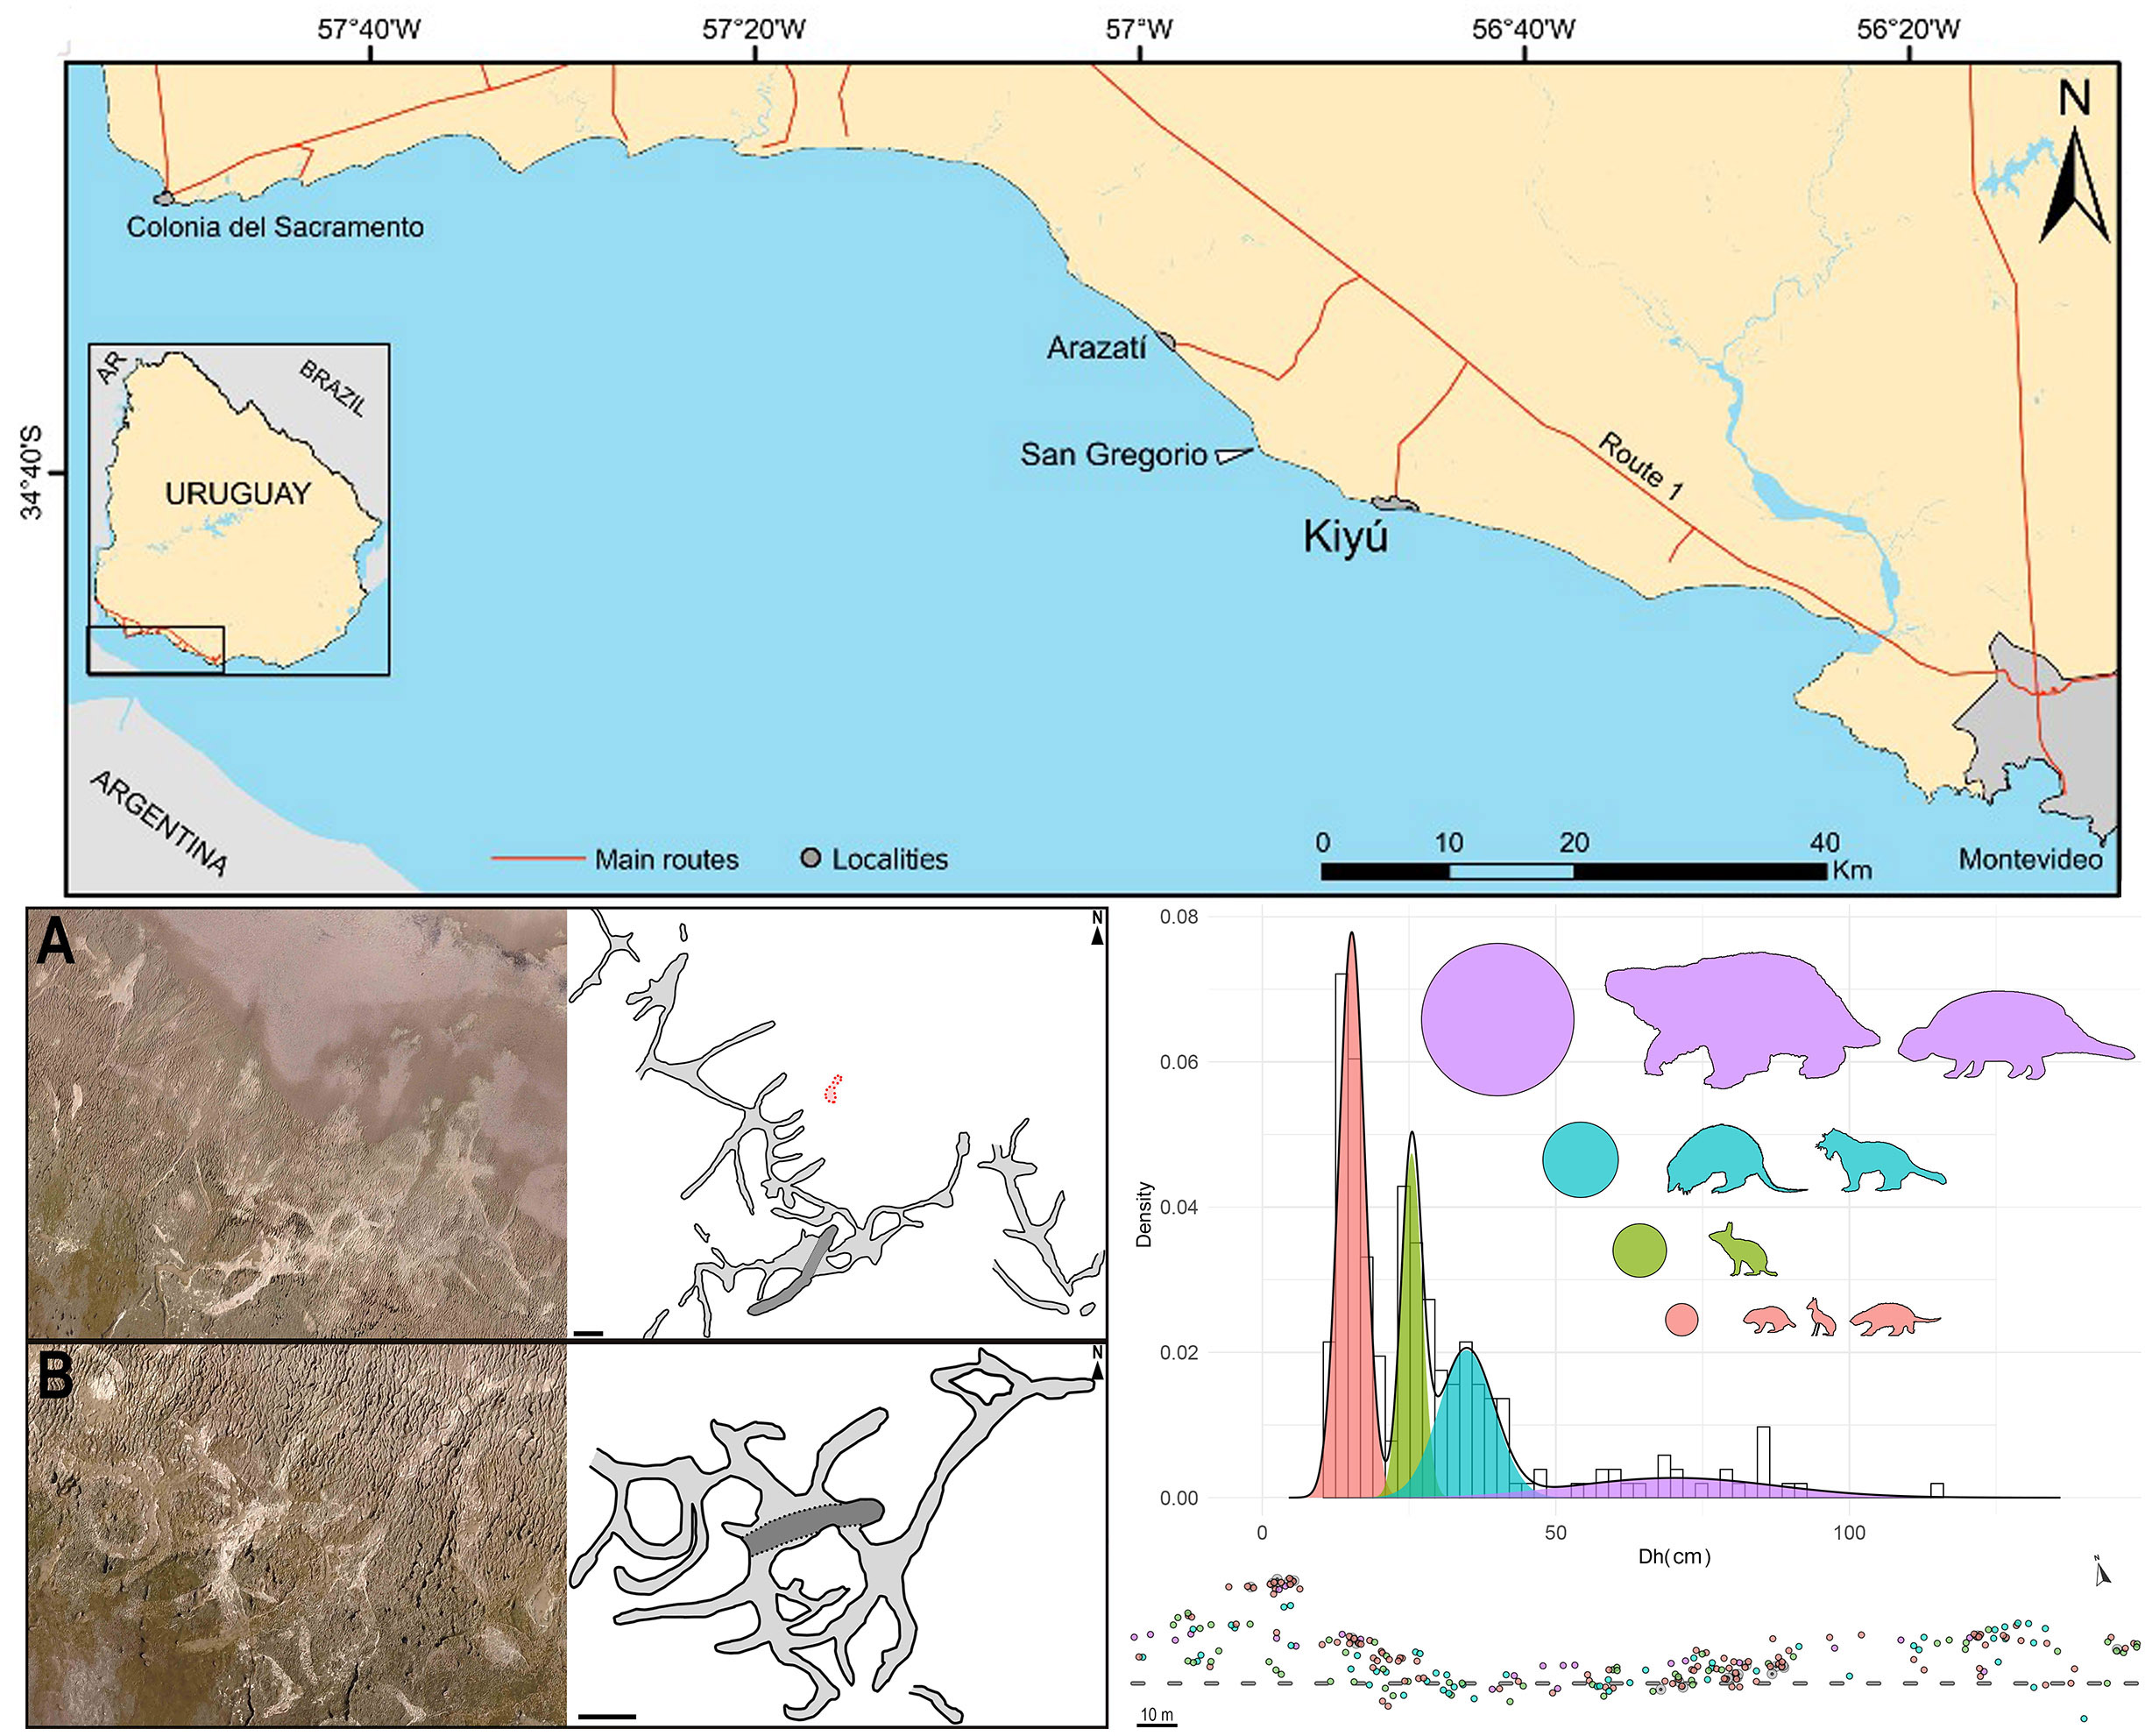 57°40'W 57°20'W 57°W 56°40'W 56°20'W
N
Colonia del Sacramento
Arazatí
AR
BRAZIL
San Gregorio
Route 1
34°40'S
URUGUAY
Kiyú
ARGENTINA
0 10 20 40
Km
Main routes
Localities
Montevideo
A
N
B
N
0.08
0.06
0.04
0.02
0.00
Density
0 50 100
Dh(cm)
N
10 m